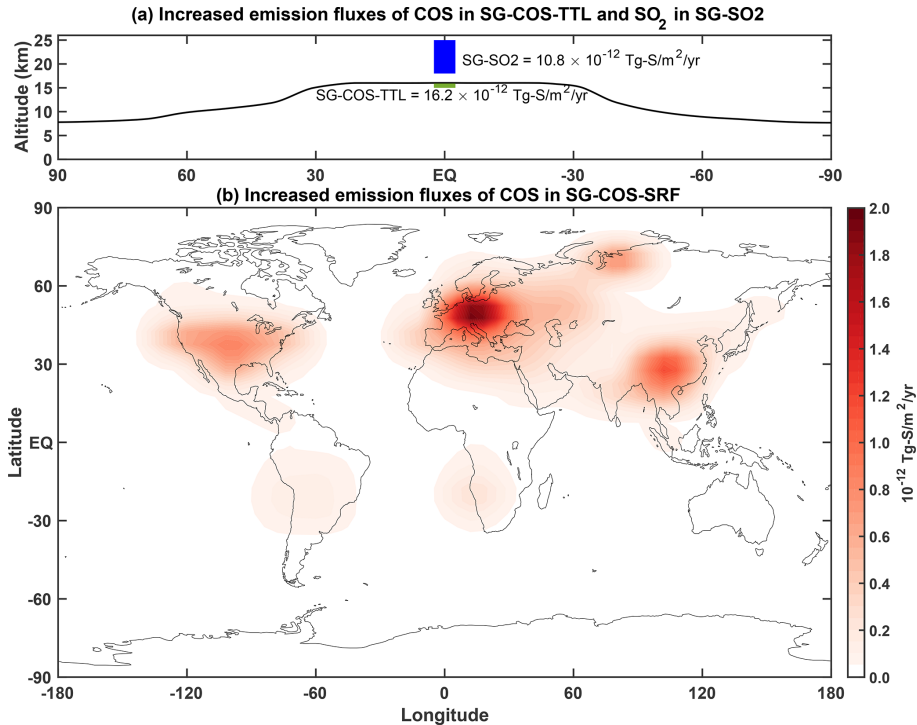 (a) Increased emission fluxes of COS in SG-COS-TTL and SO2 in SG-SO2
Altitude (km)
25
20
15
10
5
0
SG-SO2 = 10.8 × 10-12 Tg-S/m2/yr
SG-COS-TTL = 16.2 × 10-12 Tg-S/m2/yr
90 60 30 EQ -30 -60 -90
(b) Increased emission fluxes of COS in SG-COS-SRF
Latitude
90
60
30
EQ
-30
-60
-90
-180 -120 -60 0 60 -120 180
Longitude
2.0
1.8
1.6
1.4
1.2
1.0
0.8
0.6
0.4
0.2
0.0
10-12 Tg-S/m2/yr